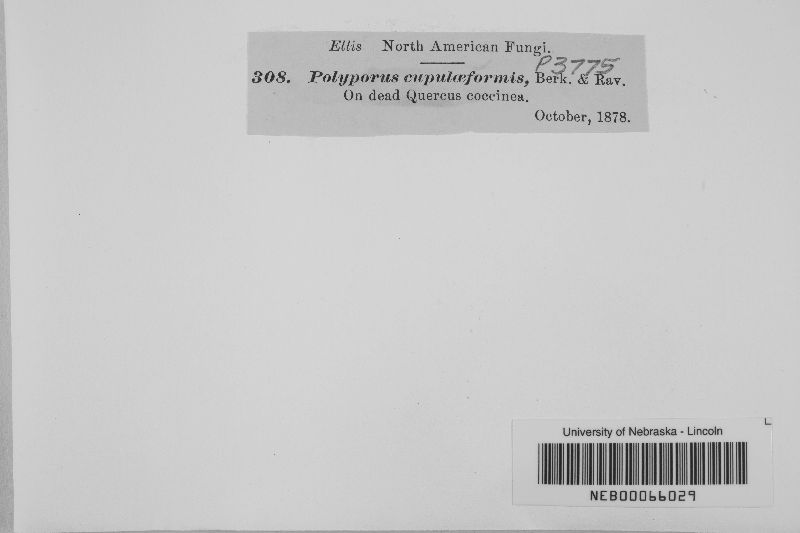 Ellis North American Fungi.
P3775
308. Polyporus cupulæformis, Berk. & Rav.
On dead Quercus coccinea.
October, 1878.
University of Nebraska - Lincoln
NEB00066029